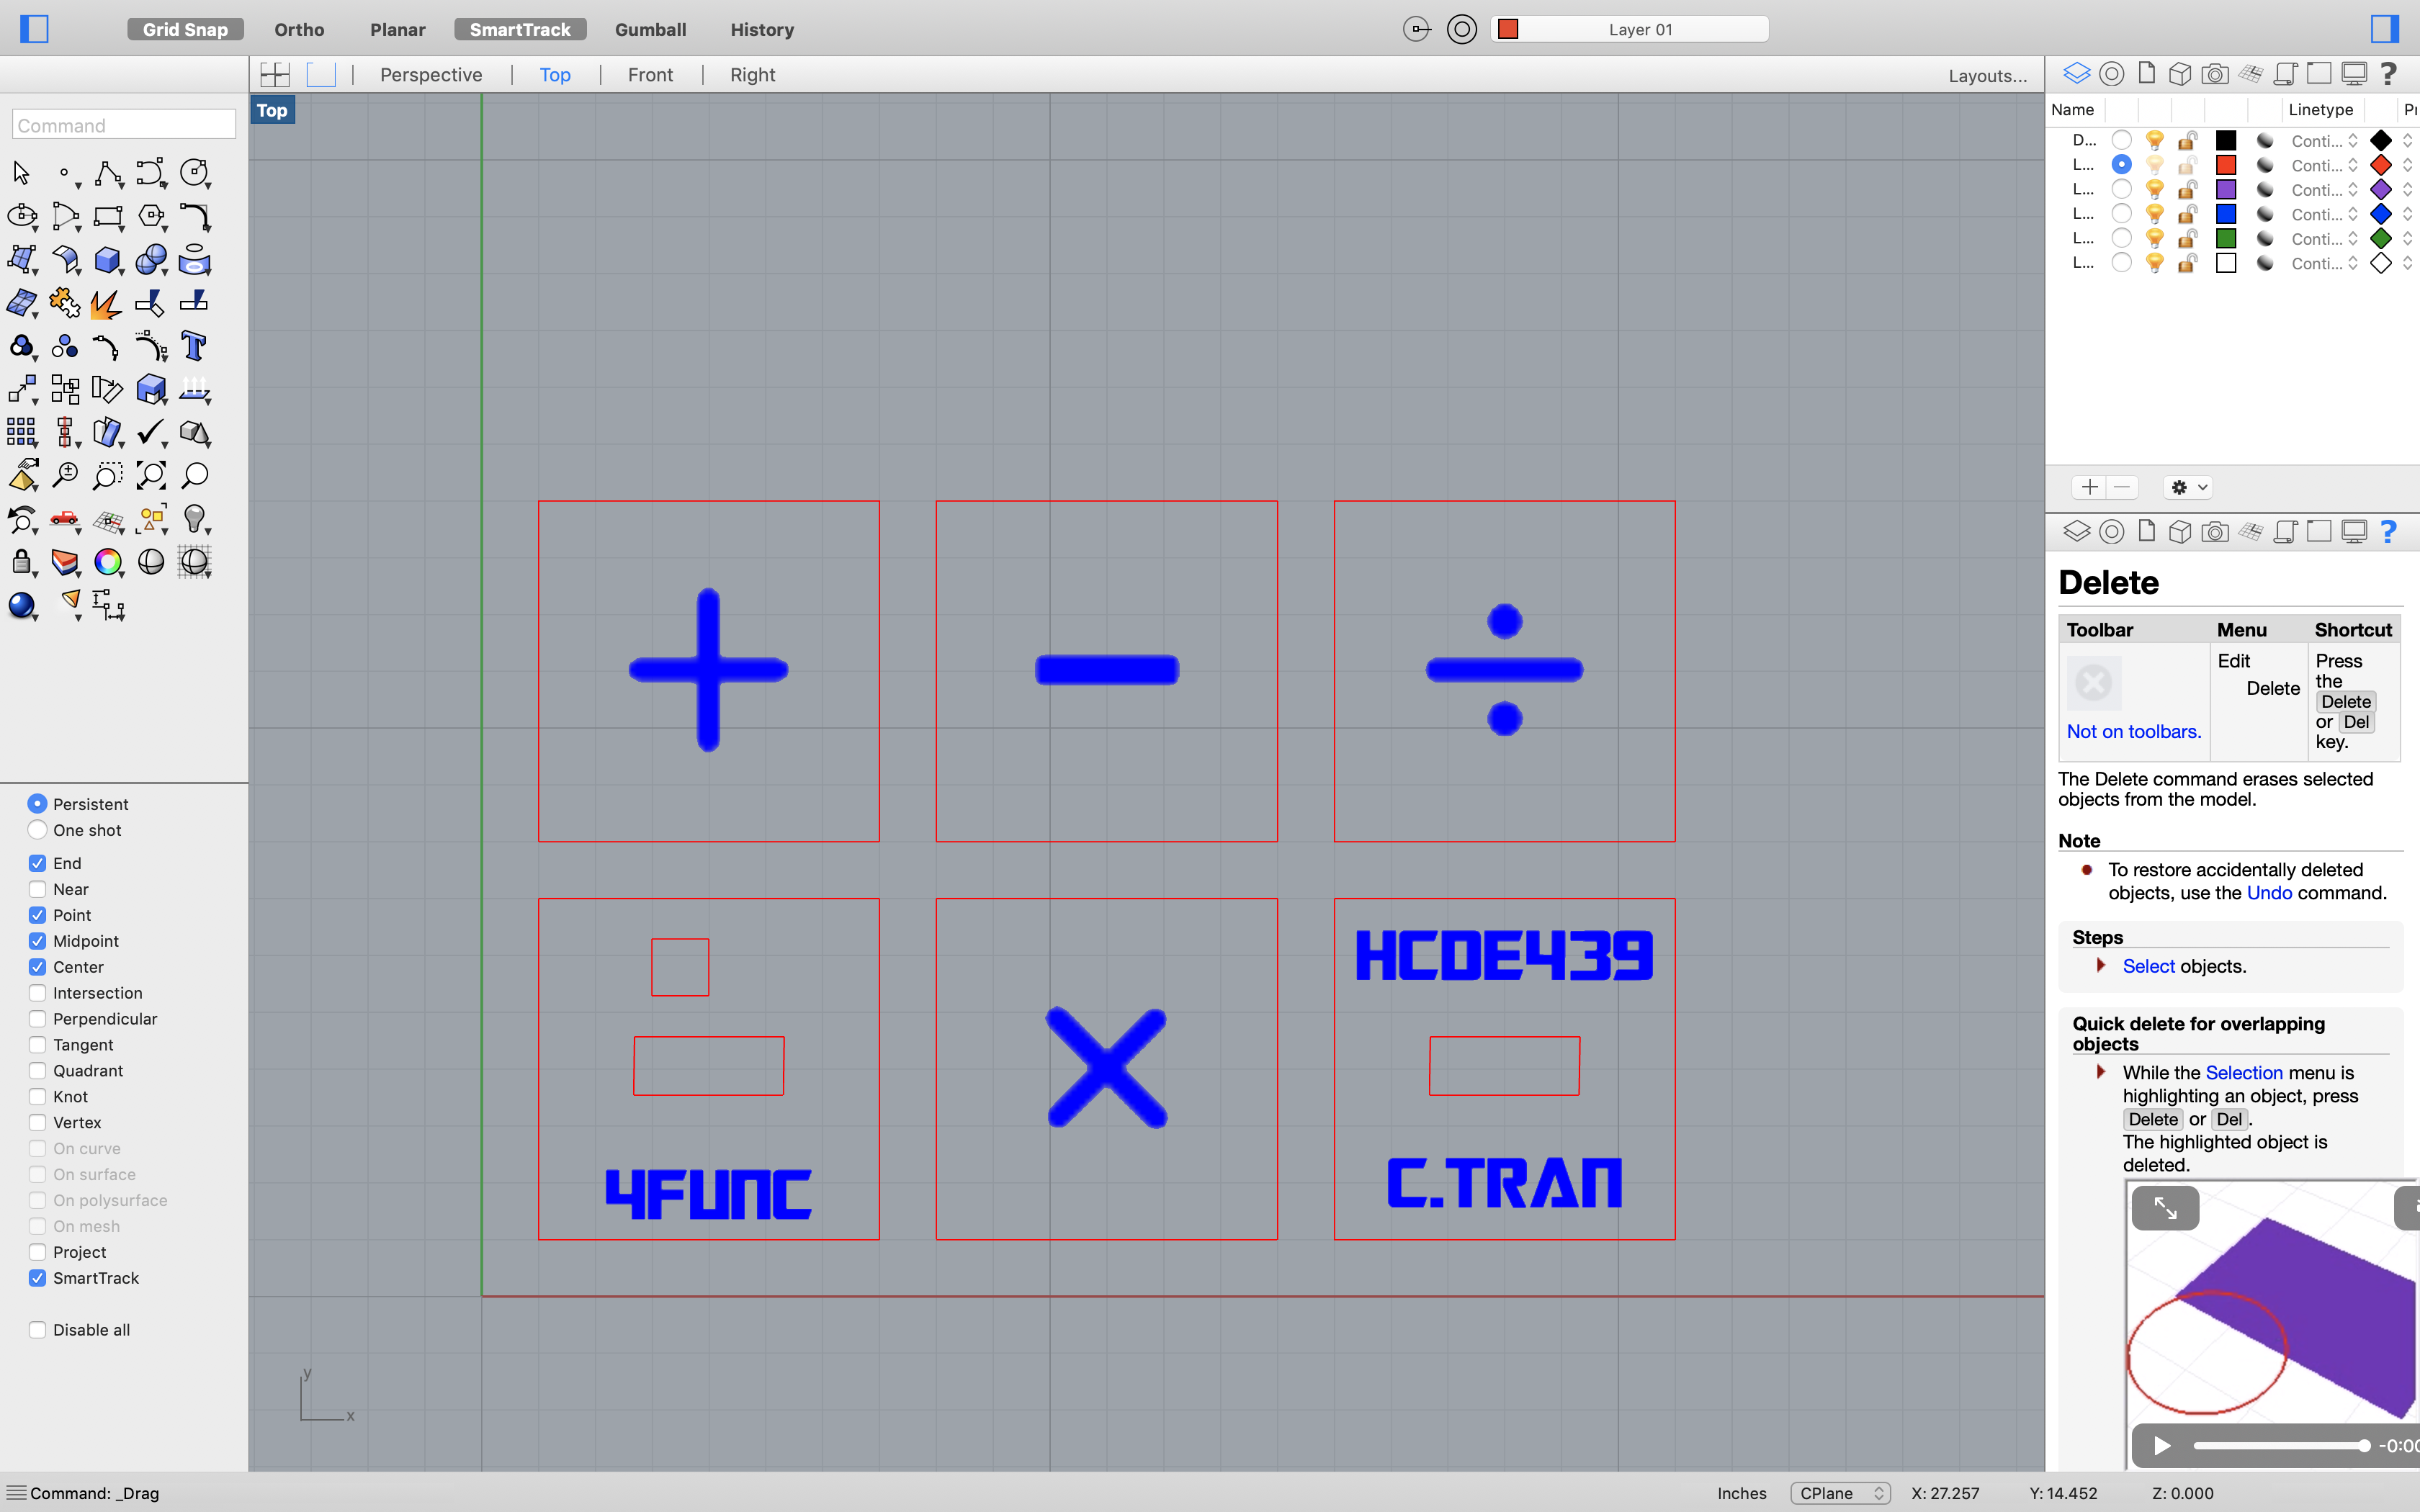 Grid Snap Ortho Planar SmartTrack Gumball History Layer 01
Perspective | Top | Front | Right Layouts...
Top
Command
Persistent
One shot
End
Near
Point
Midpoint
Center
Intersection
Perpendicular
Tangent
Quadrant
Knot
Vertex
On curve
On surface
On polysurface
On mesh
Project
SmartTrack
Disable all
+ − ÷
HCDE439
×
4FUNC
C.TRAN
y
x
Name Linetype
D... Conti...
L... Conti...
L... Conti...
L... Conti...
L... Conti...
L... Conti...
Delete
Toolbar Menu Shortcut
Not on toolbars.
Edit
Delete
Press
the
Delete
or Del
key.
The Delete command erases selected
objects from the model.
Note
To restore accidentally deleted
objects, use the Undo command.
Steps
Select objects.
Quick delete for overlapping
objects
While the Selection menu is
highlighting an object, press
Delete or Del.
The highlighted object is
deleted.
Command: _Drag Inches CPlane X: 27.257 Y: 14.452 Z: 0.000